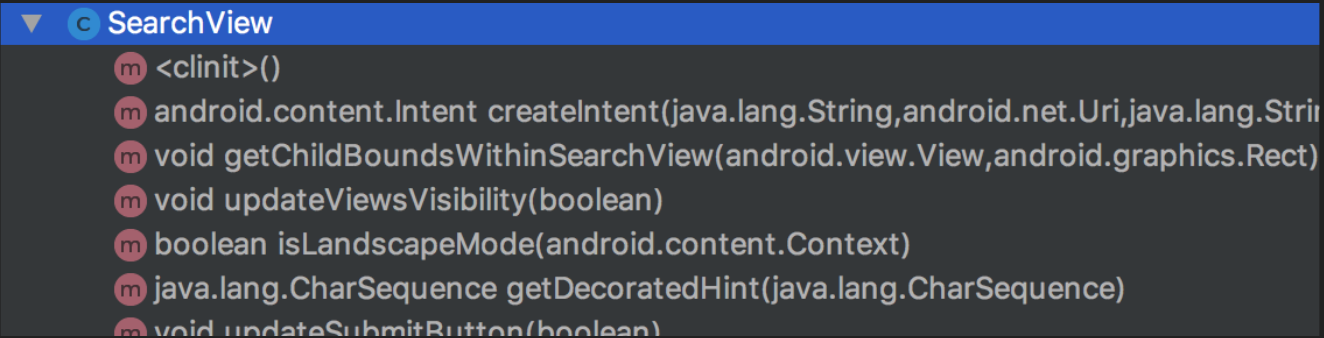 C SearchView
m <clinit>()
m android.content.Intent createIntent(java.lang.String,android.net.Uri,java.lang.Stri
m void getChildBoundsWithinSearchView(android.view.View,android.graphics.Rect)
m void updateViewsVisibility(boolean)
m boolean isLandscapeMode(android.content.Context)
m java.lang.CharSequence getDecoratedHint(java.lang.CharSequence)
m void updateSubmitButton(boolean)